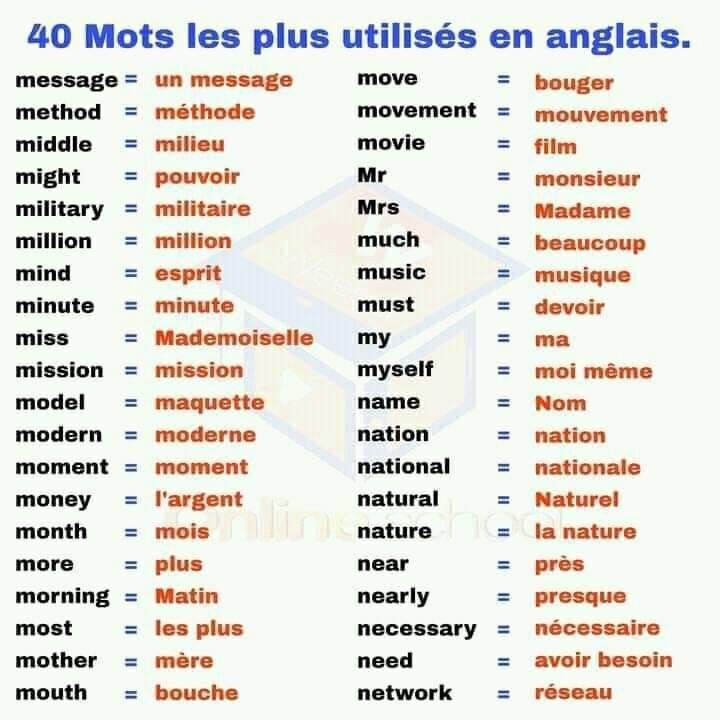 40 Mots les plus utilisés en anglais.
message = un message
method = méthode
middle = milieu
might = pouvoir
military = militaire
million = million
mind = esprit
minute = minute
miss = Mademoiselle
mission = mission
model = maquette
modern = moderne
moment = moment
money = l'argent
month = mois
more = plus
morning = Matin
most = les plus
mother = mère
mouth = bouche
move = bouger
movement = mouvement
movie = film
Mr = monsieur
Mrs = Madame
much = beaucoup
music = musique
must = devoir
my = ma
myself = moi même
name = Nom
nation = nation
national = nationale
natural = Naturel
nature = la nature
near = près
nearly = presque
necessary = nécessaire
need = avoir besoin
network = réseau